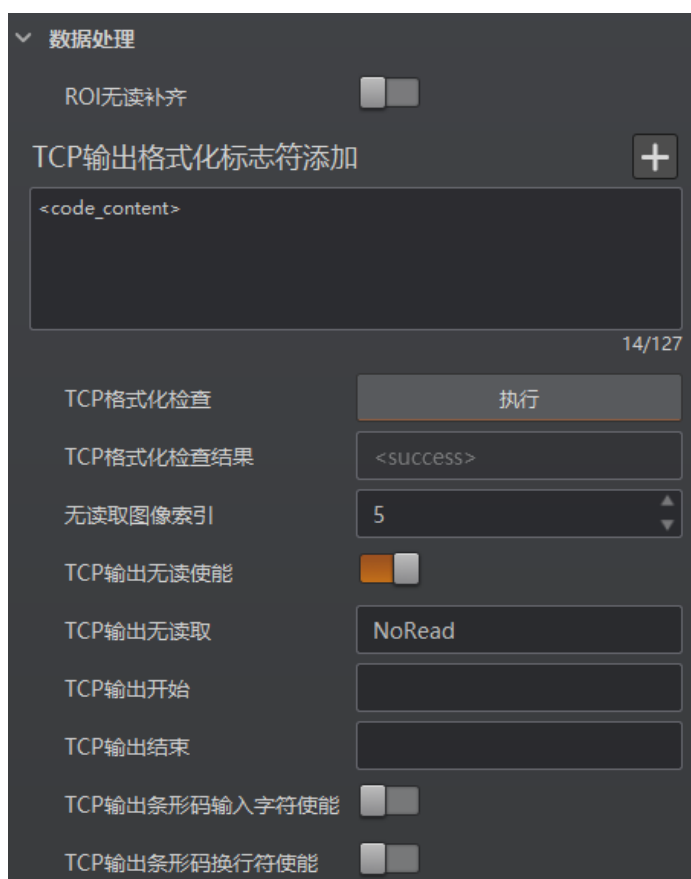 数据处理
ROI无读补齐
TCP输出格式化标志符添加
<code_content>
14/127
TCP格式化检查 执行
TCP格式化检查结果 <success>
无读取图像索引 5
TCP输出无读使能
TCP输出无读取 NoRead
TCP输出开始
TCP输出结束
TCP输出条形码输入字符使能
TCP输出条形码换行符使能